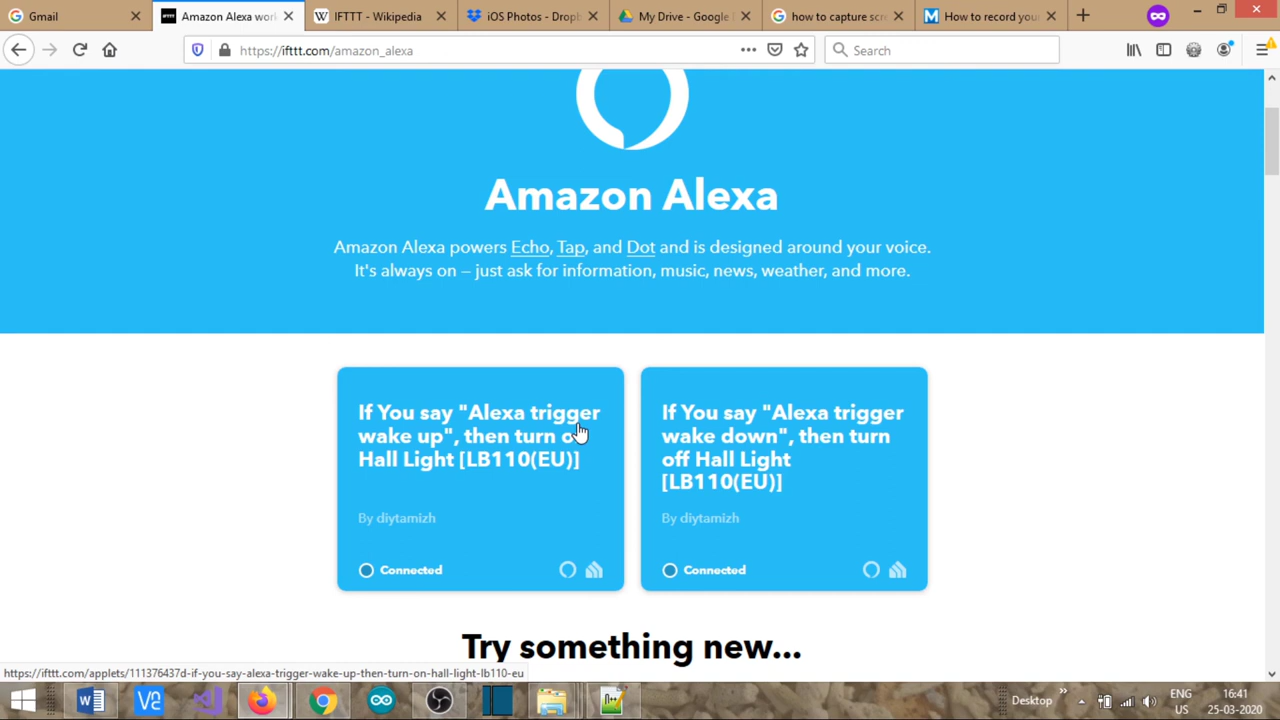 Gmail
Amazon Alexa wor
IFTTT - Wikipedia
iOS Photos - Dropb
My Drive - Google
how to capture scr
How to record your
https://ifttt.com/amazon_alexa
Search
Amazon Alexa
Amazon Alexa powers Echo, Tap, and Dot and is designed around your voice.
It's always on – just ask for information, music, news, weather, and more.
If You say "Alexa trigger
wake up", then turn o
Hall Light [LB110(EU)]
By diytamizh
Connected
If You say "Alexa trigger
wake down", then turn
off Hall Light
[LB110(EU)]
By diytamizh
Connected
Try something new...
https://ifttt.com/applets/111376437d-if-you-say-alexa-trigger-wake-up-then-turn-on-hall-light-lb110-eu
Desktop
ENG
US
16:41
25-03-2020